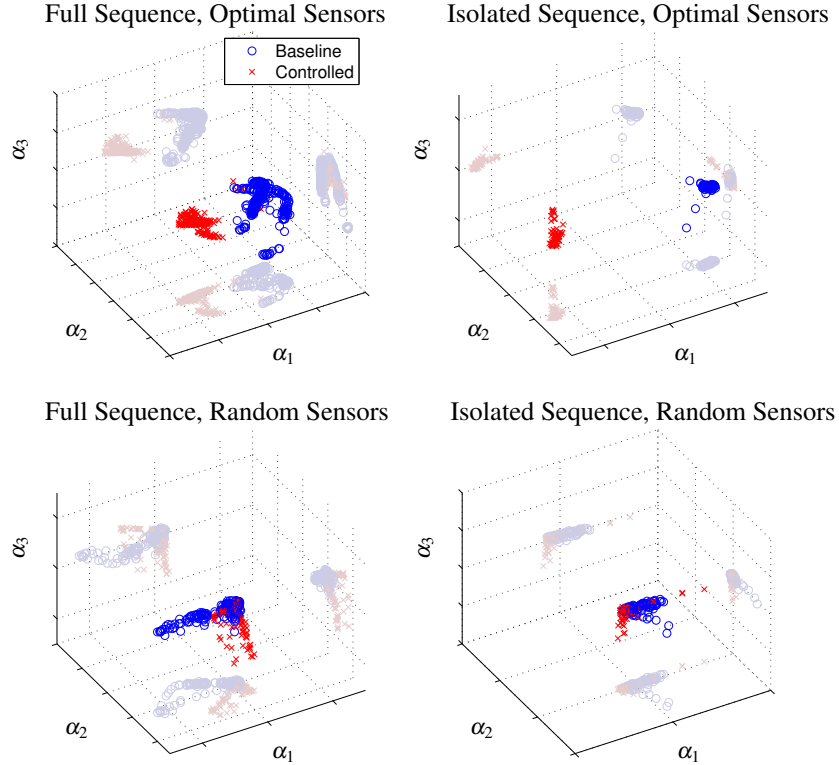 Full Sequence, Optimal Sensors
Isolated Sequence, Optimal Sensors
Baseline
Controlled
α3
α2
α1
α3
α2
α1
Full Sequence, Random Sensors
Isolated Sequence, Random Sensors
α3
α2
α1
α3
α2
α1